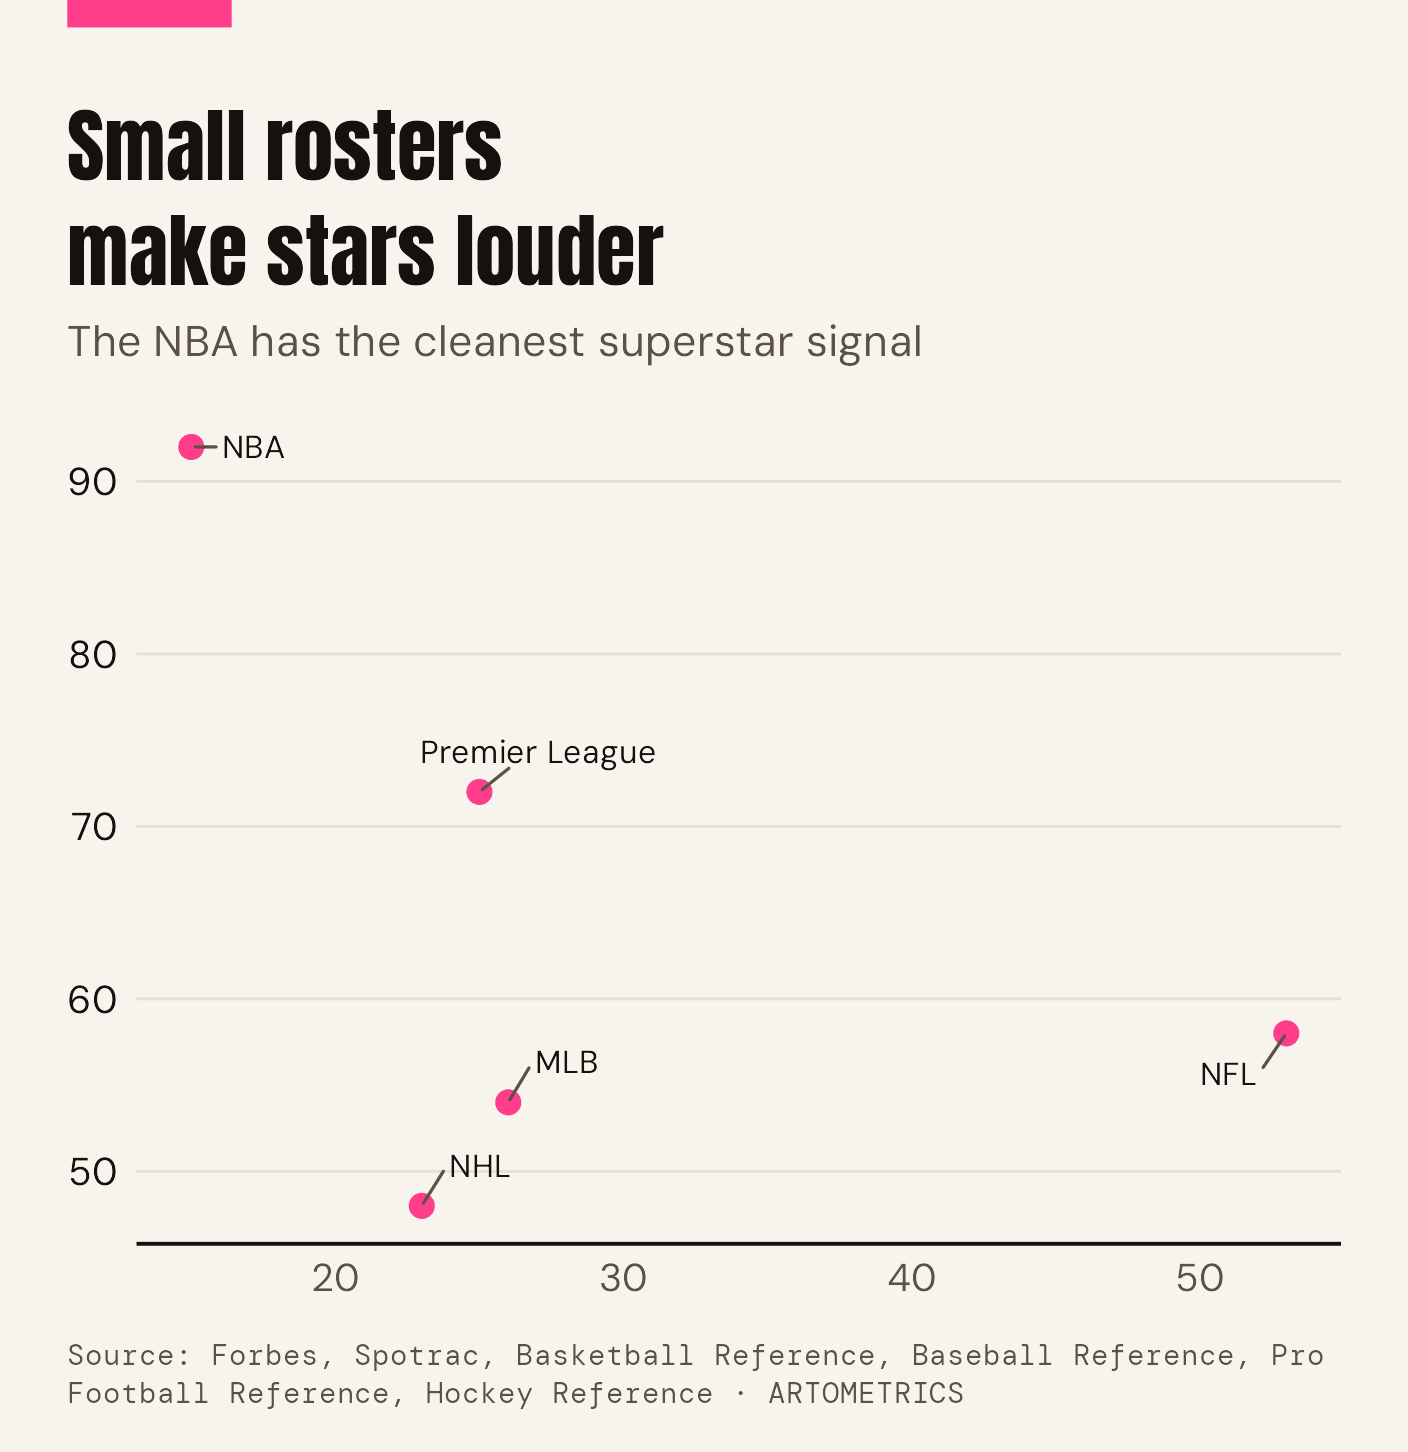 Small rosters
make stars louder
The NBA has the cleanest superstar signal
NBA
90
80
Premier League
70
60
MLB
NFL
NHL
50
20 30 40 50
Source: Forbes, Spotrac, Basketball Reference, Baseball Reference, Pro
Football Reference, Hockey Reference · ARTOMETRICS